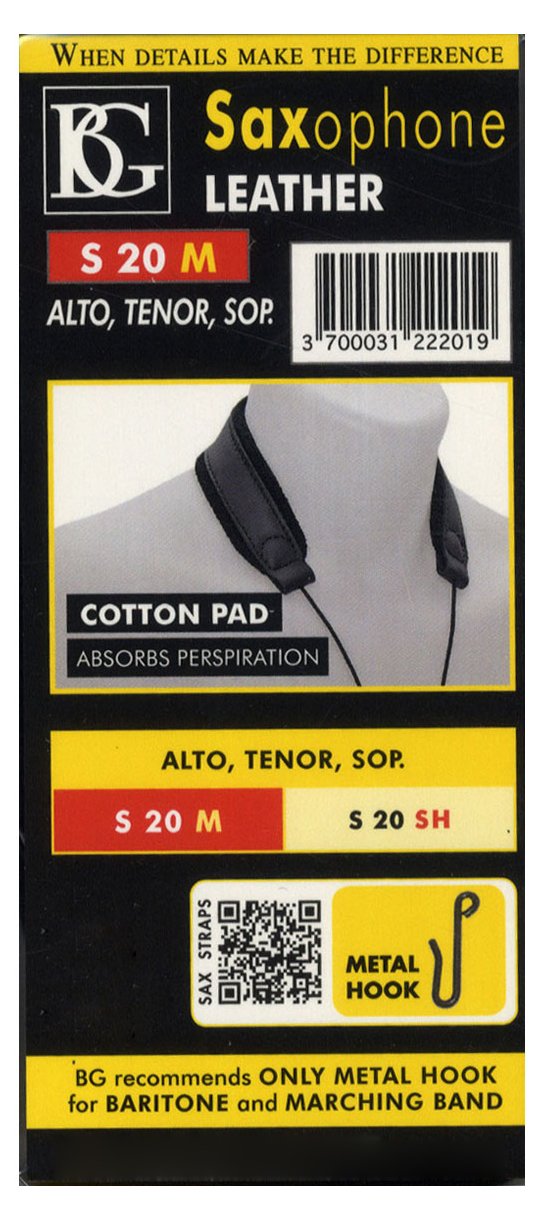 WHEN DETAILS MAKE THE DIFFERENCE
BG
Saxophone
LEATHER
S 20 M
ALTO, TENOR, SOP.
3 700031 222019
COTTON PAD
ABSORBS PERSPIRATION
ALTO, TENOR, SOP.
S 20 M
S 20 SH
SAX STRAPS
METAL
HOOK
BG recommends ONLY METAL HOOK
for BARITONE and MARCHING BAND